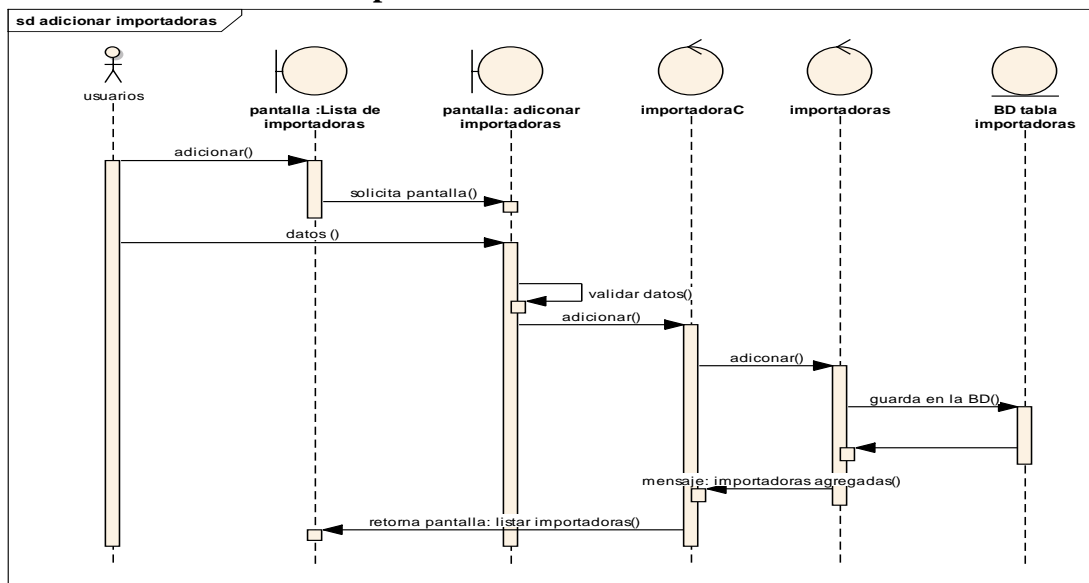 sd adicionar importadoras
usuarios
pantalla :Lista de
importadoras
pantalla: adiconar
importadoras
importadoraC
importadoras
BD tabla
importadoras
adicionar()
solicita pantalla()
datos ()
validar datos()
adicionar()
adiconar()
guarda en la BD()
mensaje: importadoras agregadas()
retorna pantalla: listar importadoras()